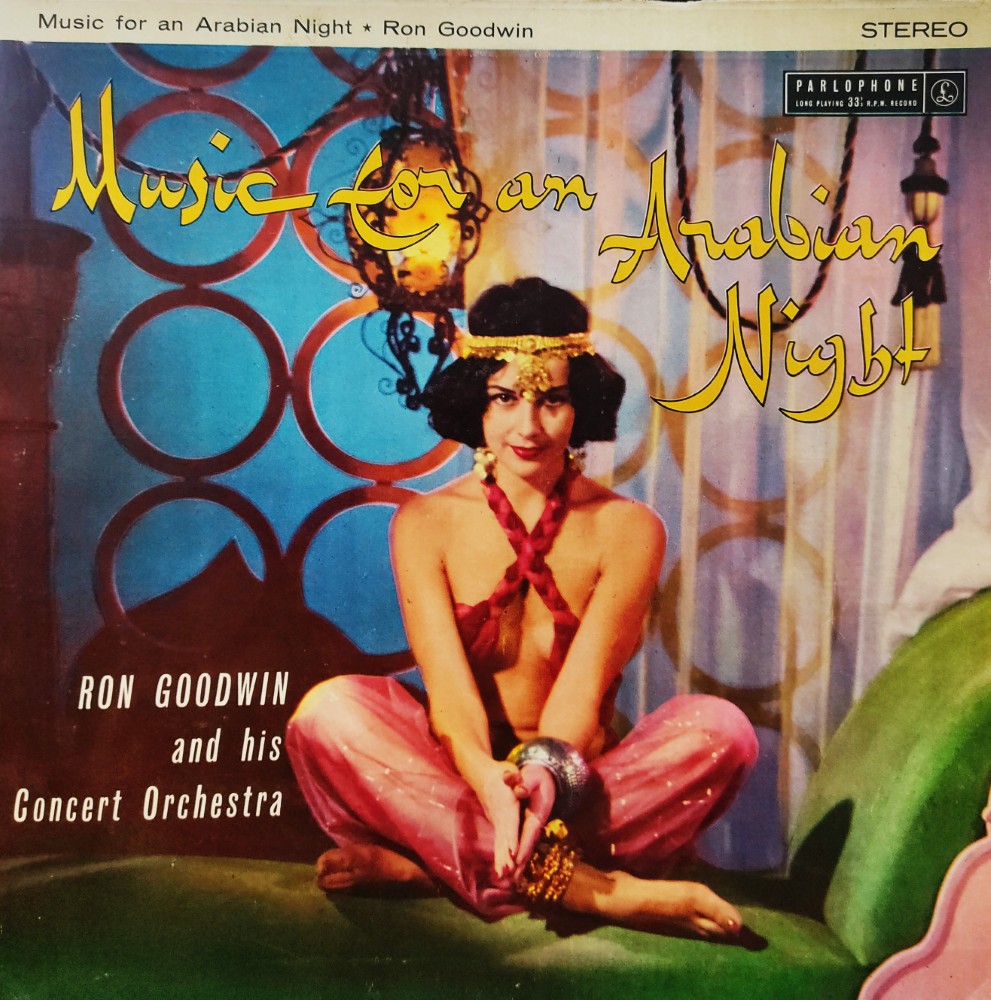 Music for an Arabian Night ★ Ron Goodwin
STEREO
PARLOPHONE
LONG PLAYING 33⅓ R.P.M. RECORD
£
Music for an Arabian
Night
RON GOODWIN
and his
Concert Orchestra